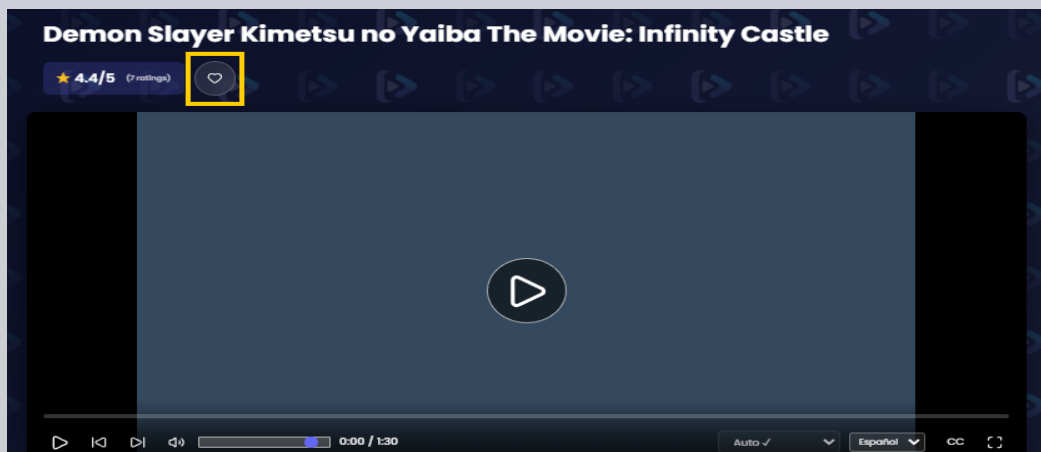 Demon Slayer Kimetsu no Yaiba The Movie: Infinity Castle
4.4/5 (7 ratings)
0:00 / 1:30 Auto ✓ Español CC